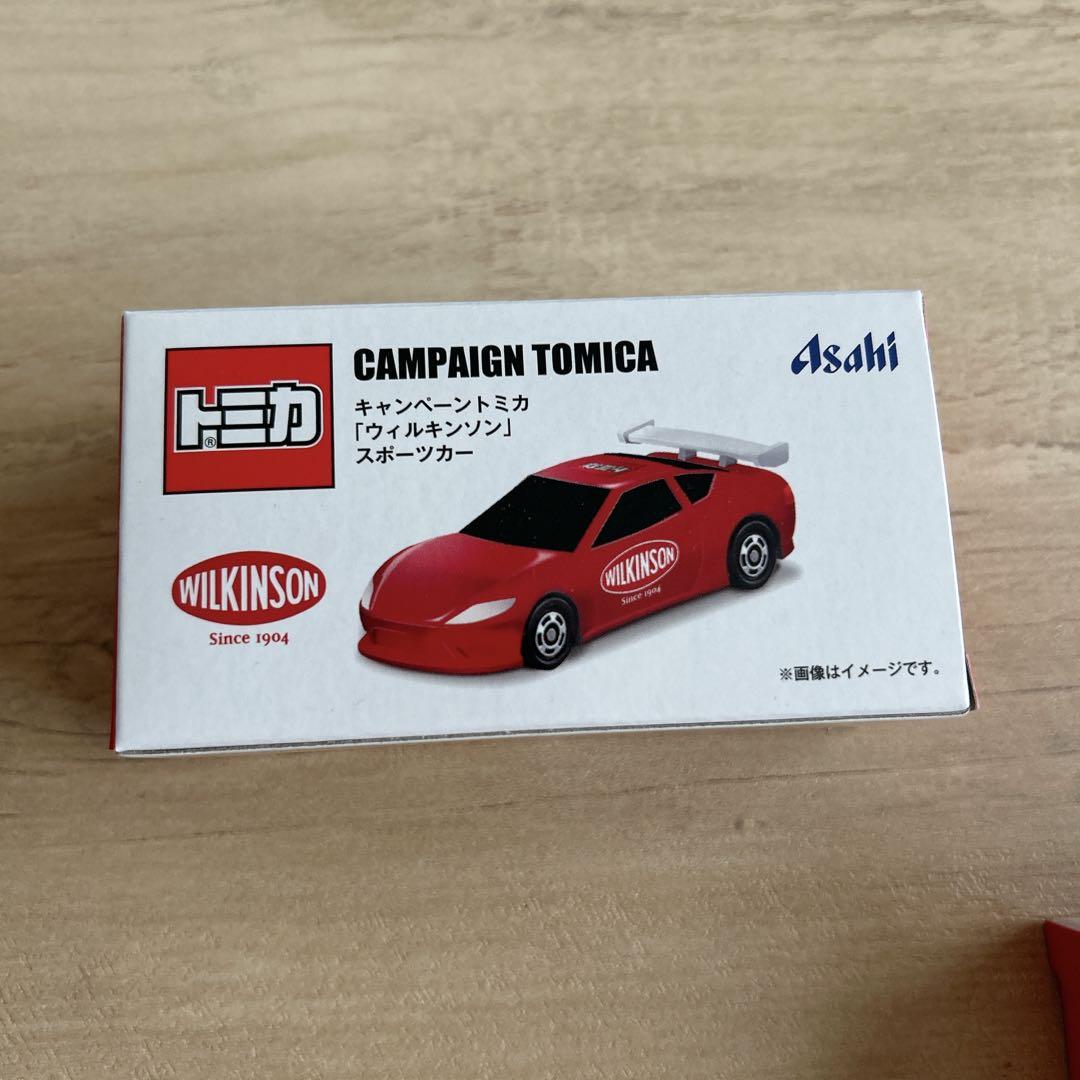 トミカ
®
CAMPAIGN TOMICA
キャンペーントミカ
「ウィルキンソン」
スポーツカー
Asahi
WILKINSON
Since 1904
WILKINSON
Since 1904
※画像はイメージです。